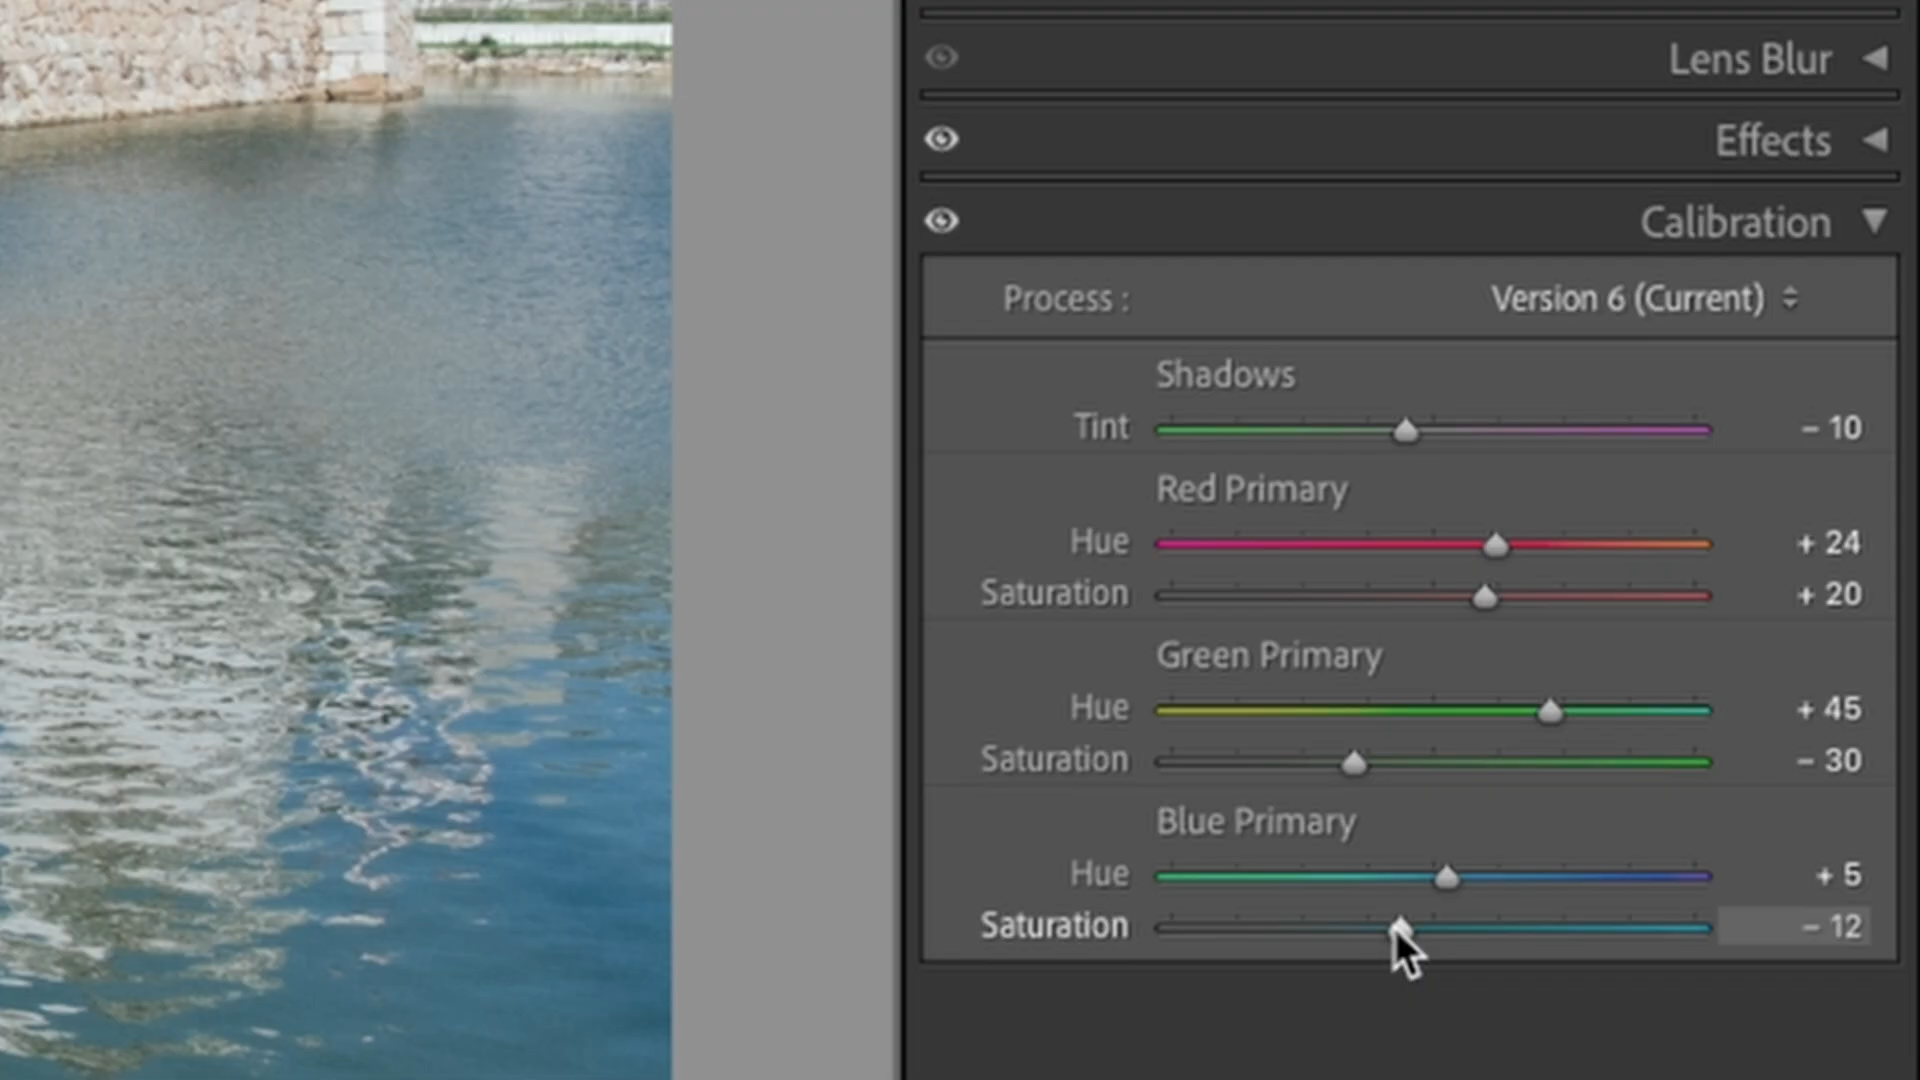 Lens Blur
Effects
Calibration
Process : Version 6 (Current)
Shadows
Tint - 10
Red Primary
Hue + 24
Saturation + 20
Green Primary
Hue + 45
Saturation - 30
Blue Primary
Hue + 5
Saturation - 12